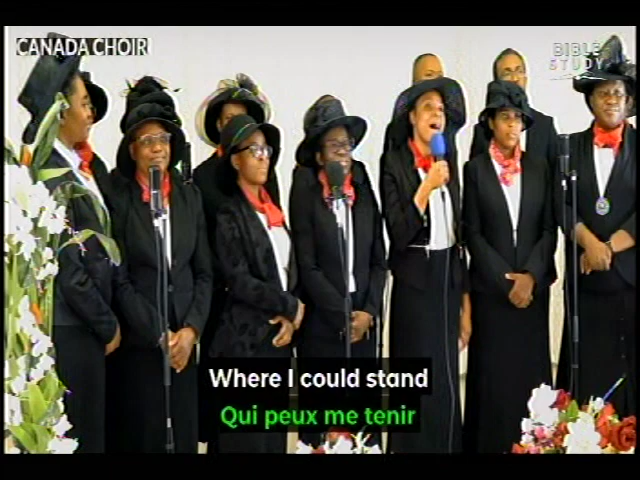 CANADA CHOIR
BIBLE
STUDY
Where I could stand
Qui peux me tenir